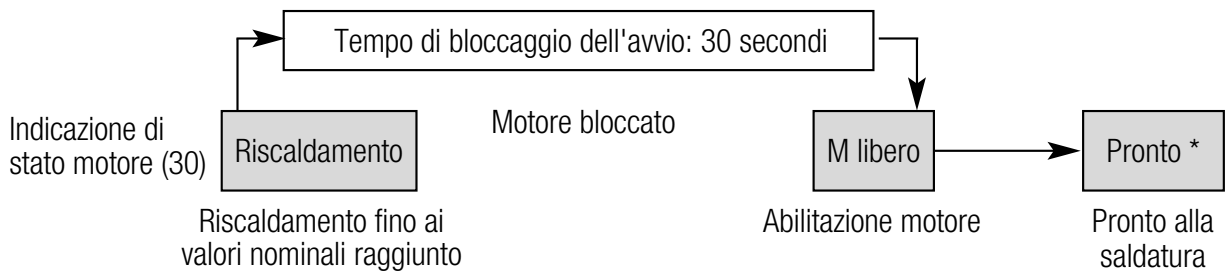 Tempo di bloccaggio dell'avvio: 30 secondi
Indicazione di
stato motore (30)
Riscaldamento
Motore bloccato
M libero
Pronto *
Riscaldamento fino ai
valori nominali raggiunto
Abilitazione motore
Pronto alla
saldatura